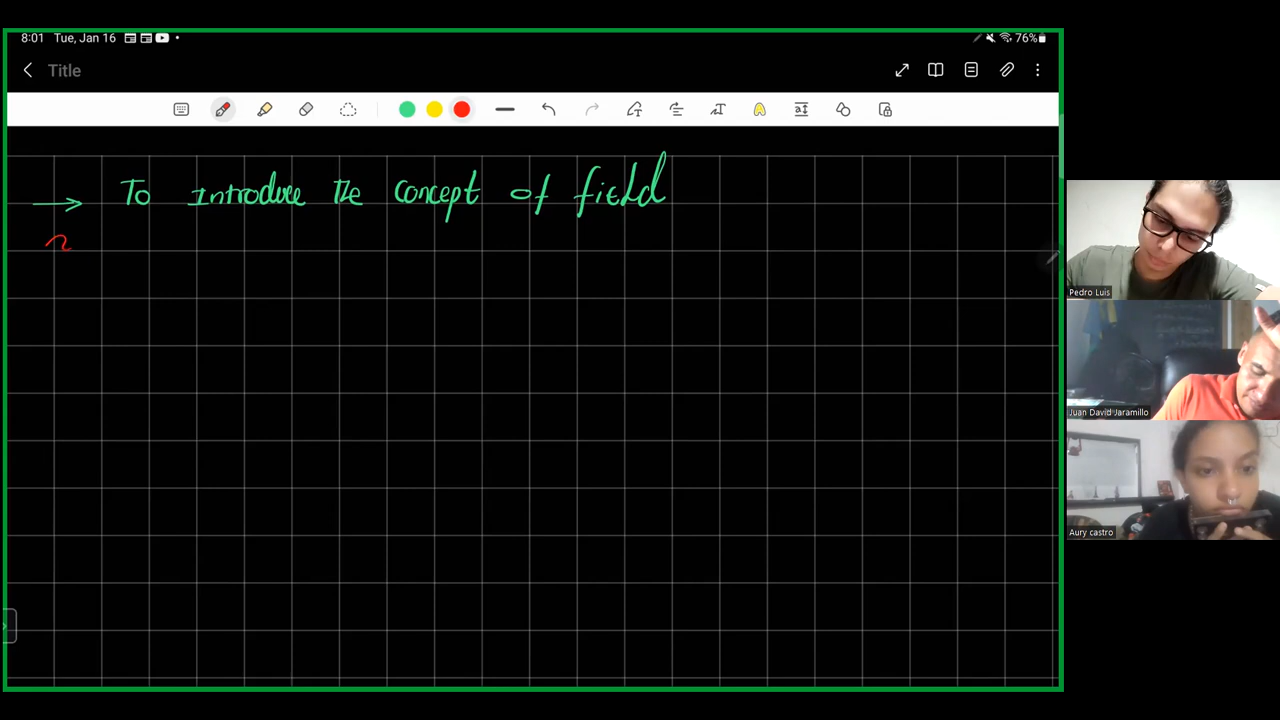 8:01 Tue, Jan 16 76%
Title
→ To introduce the concept of field
Pedro Luis
Juan David Jaramillo
Aury castro